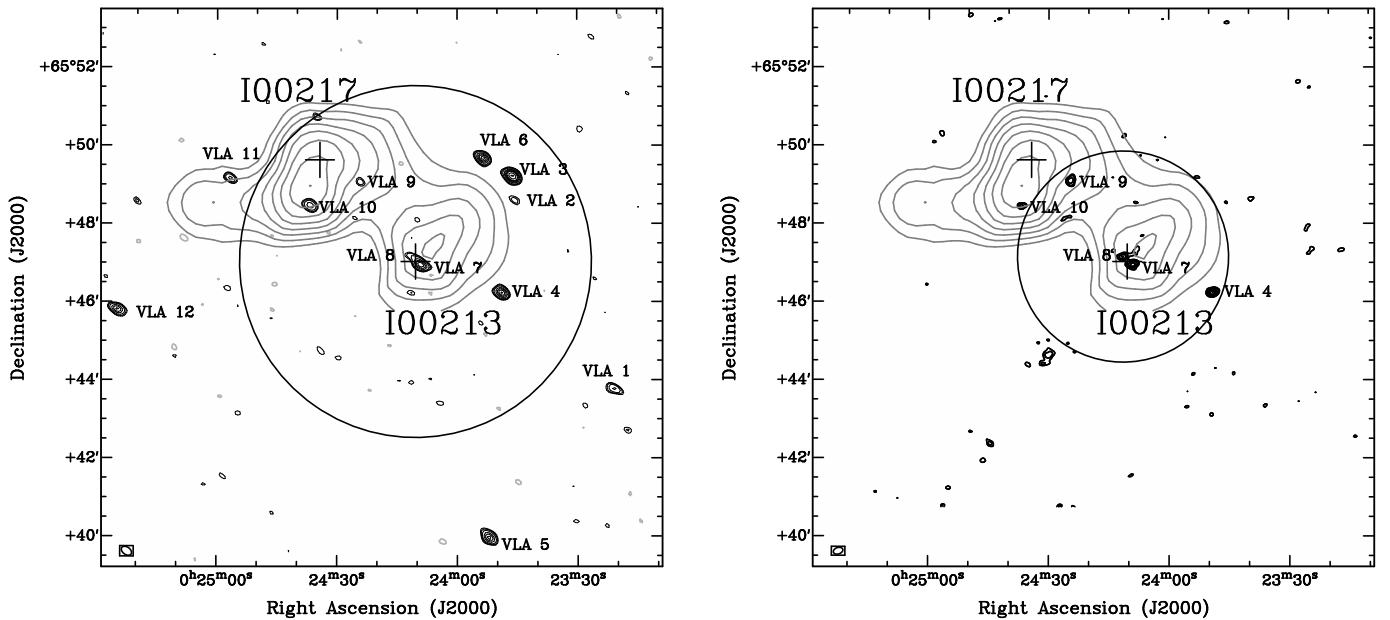 +65°52′
+50′
+48′
+46′
+44′
+42′
+40′
Declination (J2000)
I00217
VLA 6
VLA 11
VLA 3
VLA 9
VLA 2
VLA 10
VLA 8
VLA 7
VLA 4
VLA 12
I00213
VLA 1
VLA 5
0ʰ25ᵐ00ˢ
24ᵐ30ˢ
24ᵐ00ˢ
23ᵐ30ˢ
Right Ascension (J2000)
+65°52′
+50′
+48′
+46′
+44′
+42′
+40′
Declination (J2000)
I00217
VLA 9
VLA 10
VLA 8
VLA 7
VLA 4
I00213
0ʰ25ᵐ00ˢ
24ᵐ30ˢ
24ᵐ00ˢ
23ᵐ30ˢ
Right Ascension (J2000)